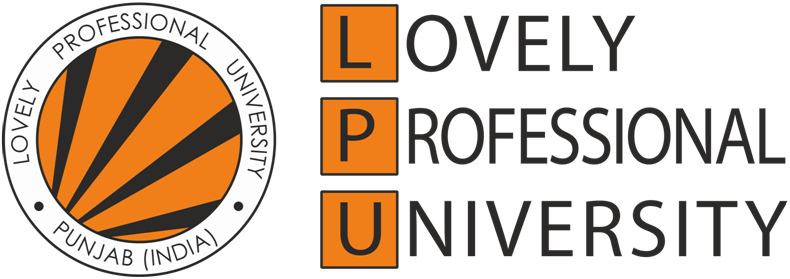 LOVELY PROFESSIONAL UNIVERSITY
• PUNJAB (INDIA) •
LOVELY
PROFESSIONAL
UNIVERSITY